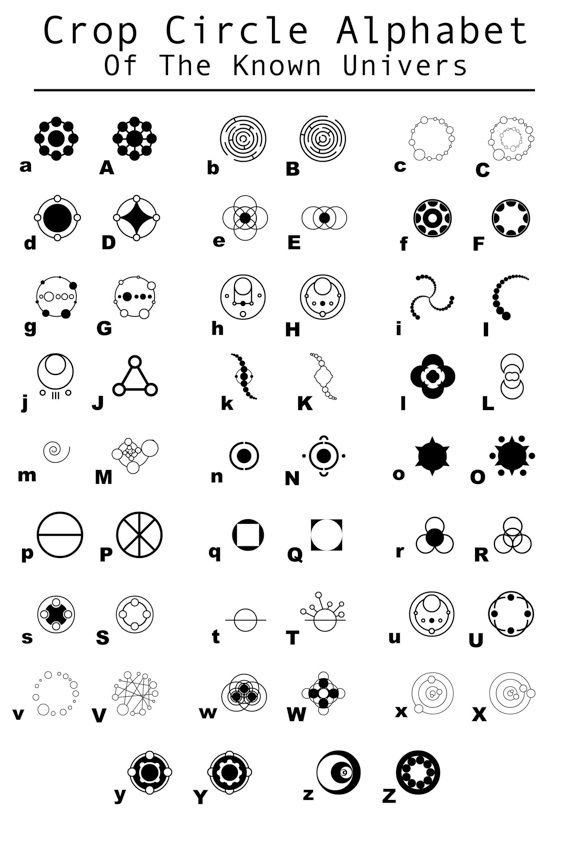 Crop Circle Alphabet
Of The Known Univers
a A b B c C
d D e E f F
g G h H i I
j J k K l L
m M n N o O
p P q Q r R
s S t T u U
v V w W x X
y Y z Z